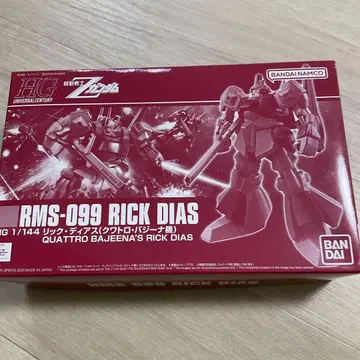 HG
UNIVERSAL CENTURY
機動戦士
Zガンダム
BANDAI NAMCO
RMS-099 RICK DIAS
HG 1/144 リック・ディアス(クワトロ・バジーナ機)
QUATTRO BAJEENA'S RICK DIAS
BAN
DAI